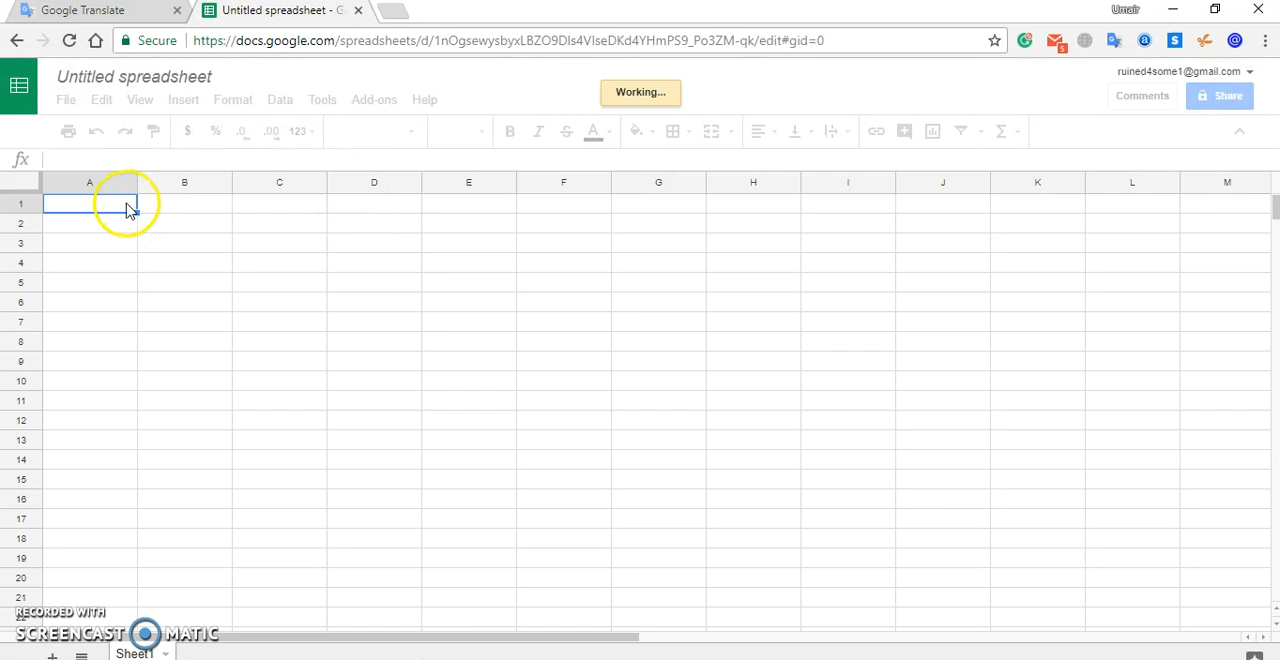 Google Translate
Untitled spreadsheet - G
Umair
Secure
https://docs.google.com/spreadsheets/d/1nOgsewysbyxLBZO9DIs4VIseDKd4YHmPS9_Po3ZM-qk/edit#gid=0
5
S
@
Untitled spreadsheet
Working...
ruined4some1@gmail.com
File Edit View Insert Format Data Tools Add-ons Help
Comments
Share
$ % .0 .00 123 B I S A Σ
fx
A B C D E F G H I J K L M
1
2
3
4
5
6
7
8
9
10
11
12
13
14
15
16
17
18
19
20
21
22
RECORDED WITH
SCREENCAST MATIC
+ Sheet1